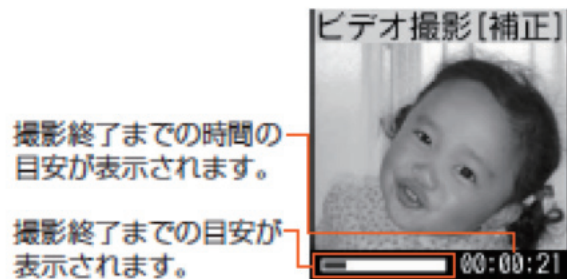 ビデオ撮影[補正]
撮影終了までの時間の
目安が表示されます。
撮影終了までの目安が
表示されます。
00:00:21